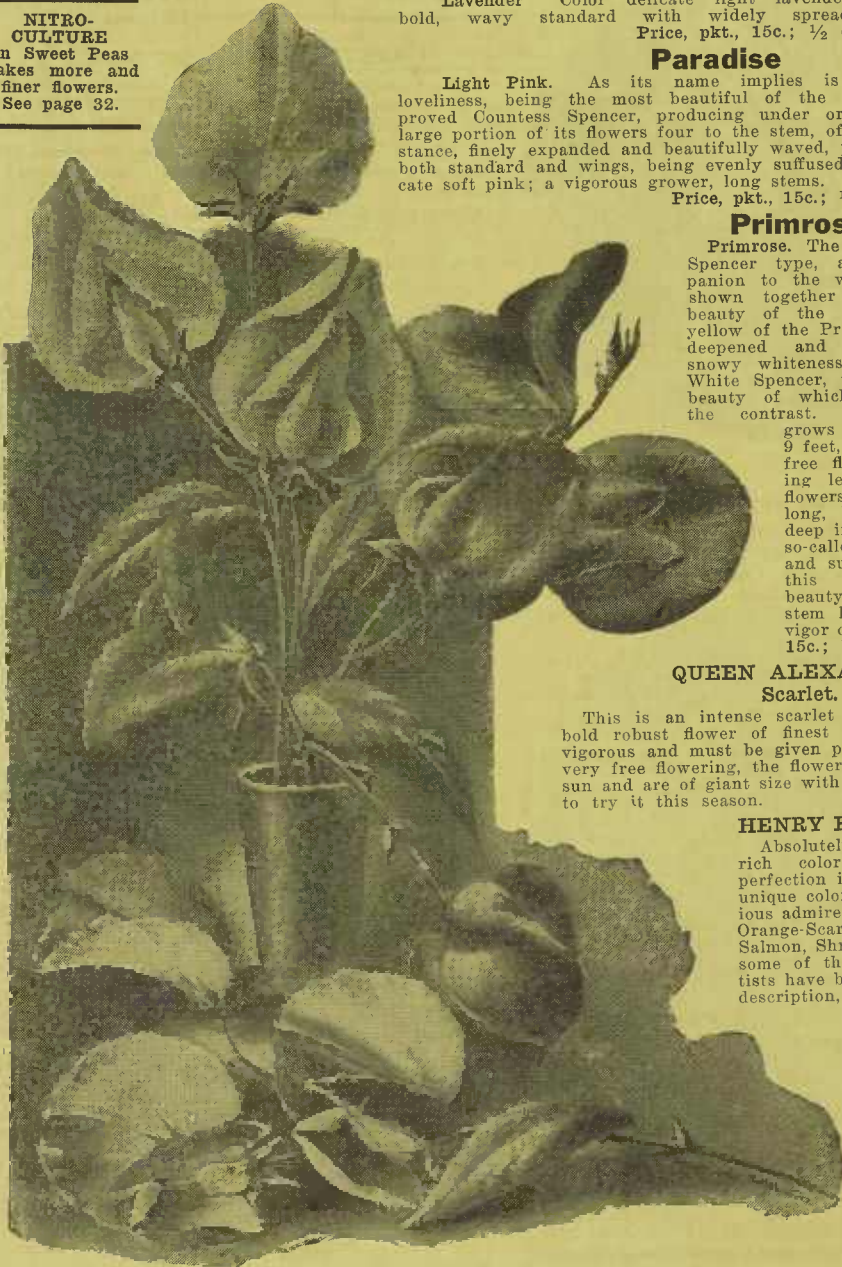 NITRO-
CULTURE
n Sweet Peas
akes more and
finer flowers.
See page 32.
Lavender Color delicate light lavende
bold, wavy standard with widely sprea
Price, pkt., 15c.; ½
Paradise
Light Pink. As its name implies is
loveliness, being the most beautiful of the
proved Countess Spencer, producing under or
large portion of its flowers four to the stem, of
stance, finely expanded and beautifully waved,
both standard and wings, being evenly suffused
cate soft pink; a vigorous grower, long stems.
Price, pkt., 15c.;
Primros
Primrose. The
Spencer type, a
panion to the
shown together
beauty of the
yellow of the Pr
deepened and
snowy whiteness
White Spencer,
beauty of which
the contrast.
grows
9 feet,
free fl
ing le
flowers
long,
deep i
so-calle
and su
this
beauty
stem
vigor
15c.;
QUEEN ALEXA
Scarlet.
This is an intense scarlet
bold robust flower of finest
vigorous and must be given p
very free flowering, the flower
sun and are of giant size with
to try it this season.
HENRY
Absolutel
rich color
perfection i
unique colo
ious admire
Orange-Scar
Salmon, Shr
some of th
tists have b
description,